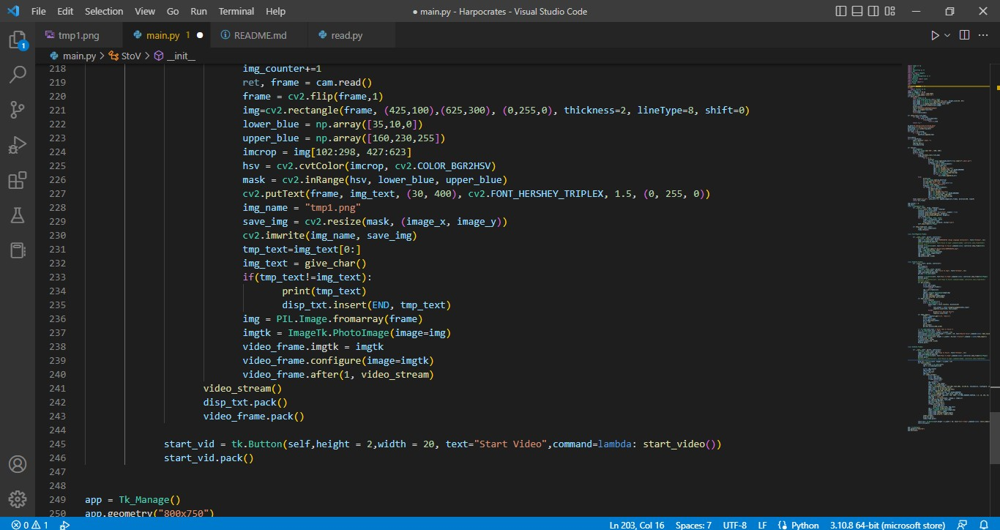 File Edit Selection View Go Run Terminal Help ● main.py - Harpocrates - Visual Studio Code
tmp1.png main.py 1 ● README.md read.py
main.py > StoV > __init__
218 img_counter+=1
219 ret, frame = cam.read()
220 frame = cv2.flip(frame,1)
221 img=cv2.rectangle(frame, (425,100),(625,300), (0,255,0), thickness=2, lineType=8, shift=0)
222 lower_blue = np.array([35,10,0])
223 upper_blue = np.array([160,230,255])
224 imcrop = img[102:298, 427:623]
225 hsv = cv2.cvtColor(imcrop, cv2.COLOR_BGR2HSV)
226 mask = cv2.inRange(hsv, lower_blue, upper_blue)
227 cv2.putText(frame, img_text, (30, 400), cv2.FONT_HERSHEY_TRIPLEX, 1.5, (0, 255, 0))
228 img_name = "tmp1.png"
229 save_img = cv2.resize(mask, (image_x, image_y))
230 cv2.imwrite(img_name, save_img)
231 tmp_text=img_text[0:]
232 img_text = give_char()
233 if(tmp_text!=img_text):
234 print(tmp_text)
235 disp_txt.insert(END, tmp_text)
236 img = PIL.Image.fromarray(frame)
237 imgtk = ImageTk.PhotoImage(image=img)
238 video_frame.imgtk = imgtk
239 video_frame.configure(image=imgtk)
240 video_frame.after(1, video_stream)
241 video_stream()
242 disp_txt.pack()
243 video_frame.pack()
244
245 start_vid = tk.Button(self,height = 2,width = 20, text="Start Video",command=lambda: start_video())
246 start_vid.pack()
247
248
249 app = Tk_Manage()
250 app.geometry("800x750")
1
0 1 Ln 203, Col 16 Spaces: 7 UTF-8 LF Python 3.10.8 64-bit (microsoft store)